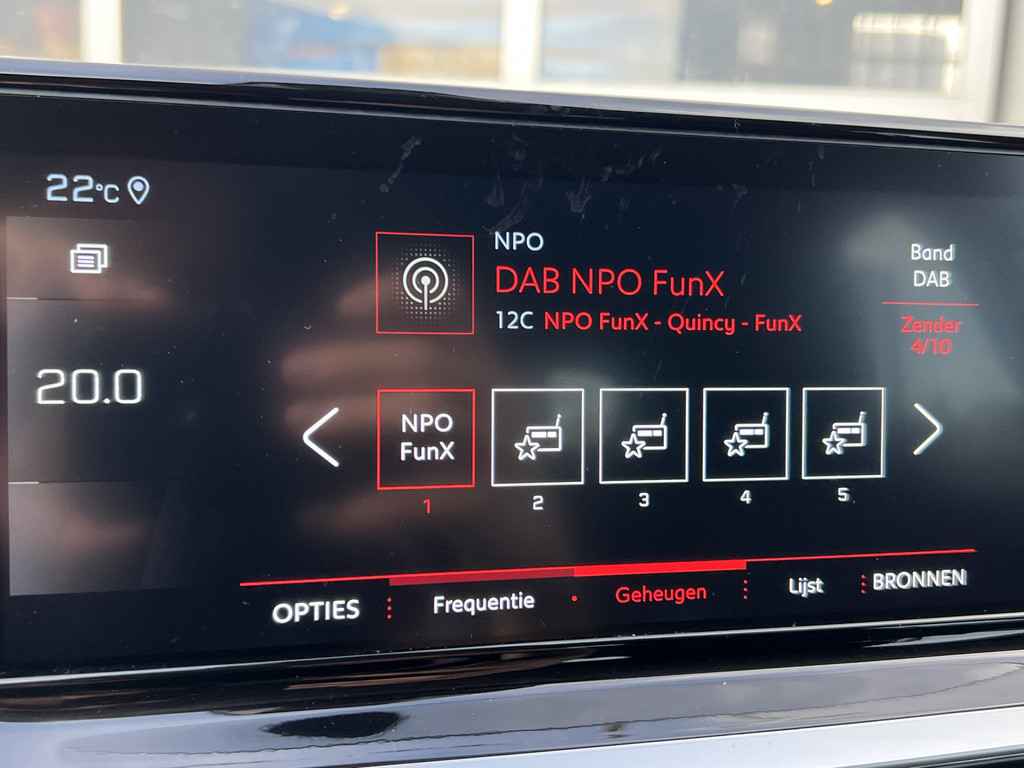 22°C
20.0
NPO
DAB NPO FunX
12C NPO FunX - Quincy - FunX
Band
DAB
Zender
4/10
NPO
FunX
1
2
3
4
5
OPTIES
Frequentie
Geheugen
Lijst
BRONNEN